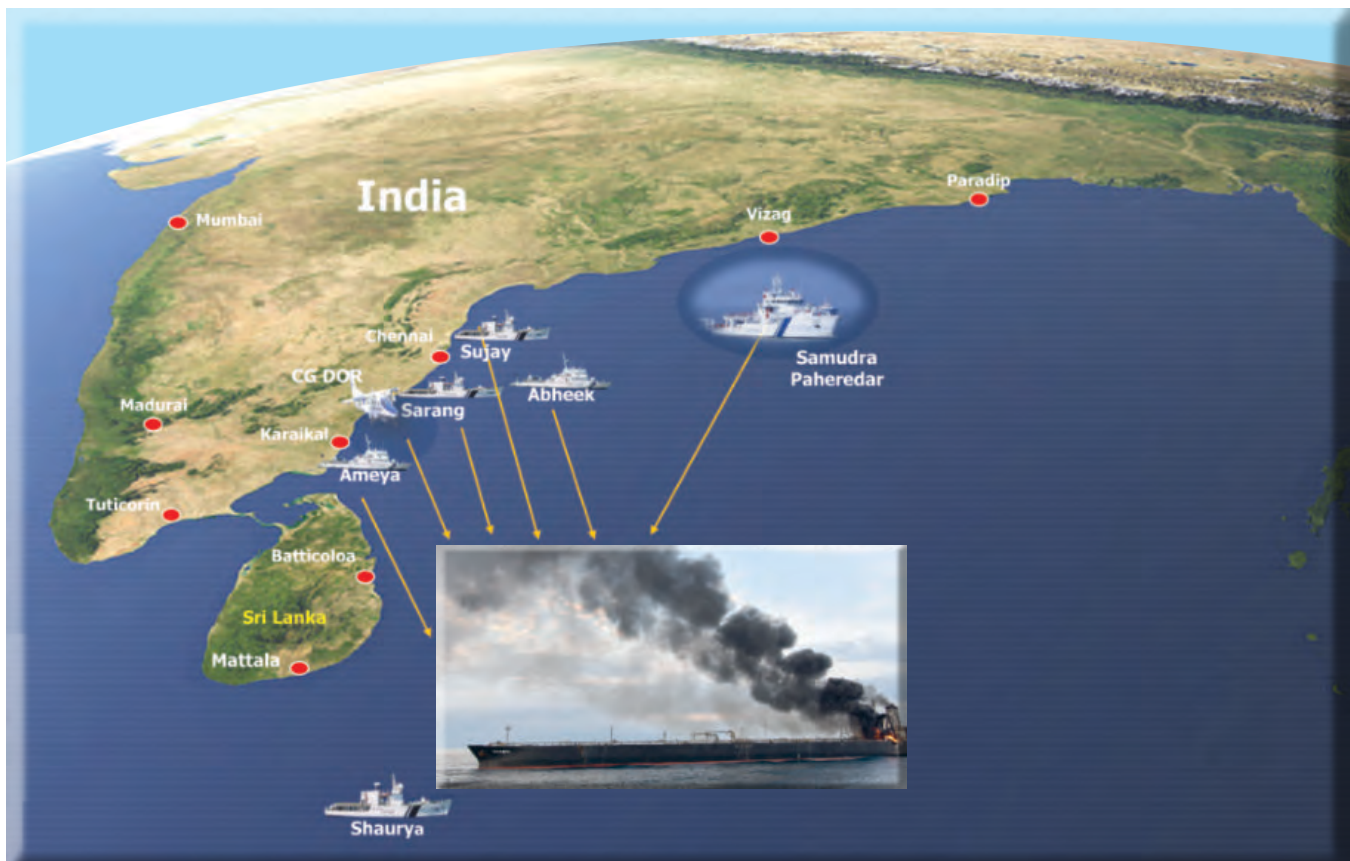 India
Mumbai
Paradip
Vizag
Chennai
Sujay
Samudra
Paheredar
CG DOR
Abheek
Madurai
Sarang
Karaikal
Ameya
Tuticorin
Batticoloa
Sri Lanka
Mattala
Shaurya